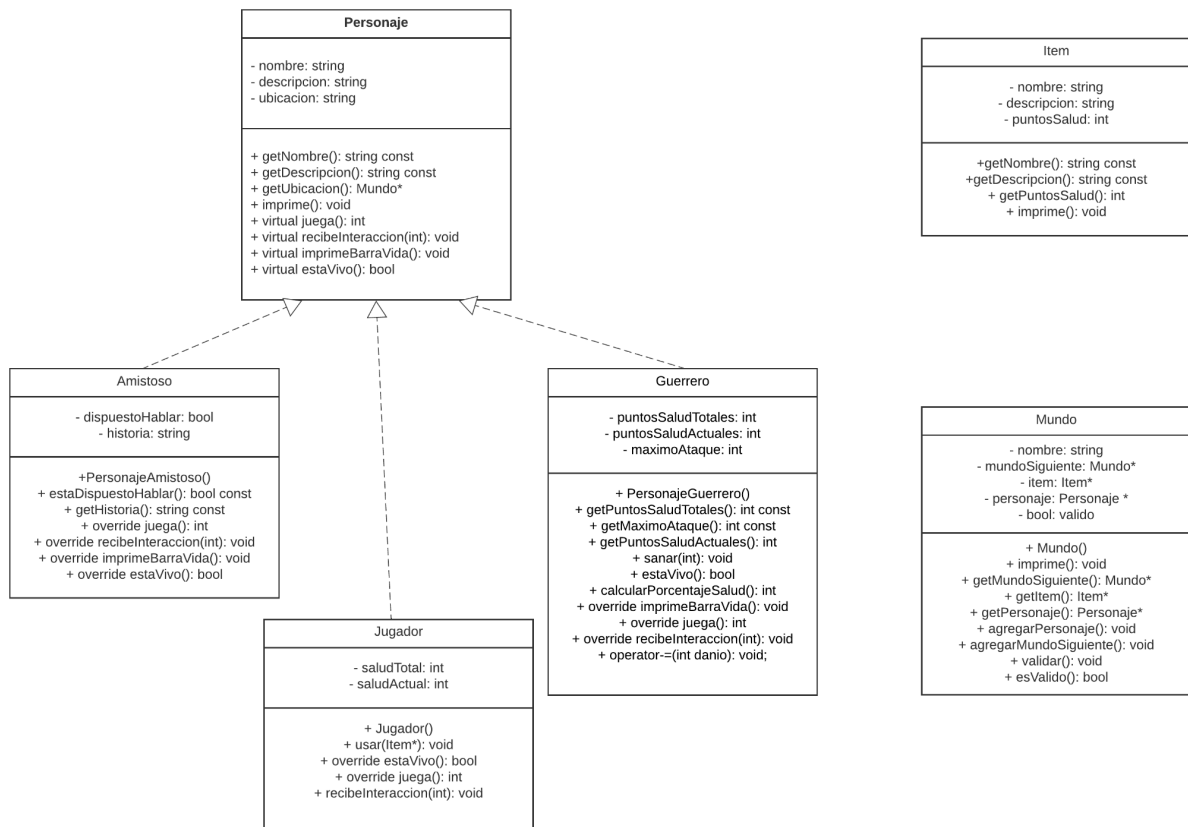 Personaje
- nombre: string
- descripcion: string
- ubicacion: string
+ getNombre(): string const
+ getDescripcion(): string const
+ getUbicacion(): Mundo*
+ imprime(): void
+ virtual juega(): int
+ virtual recibeInteraccion(int): void
+ virtual imprimeBarraVida(): void
+ virtual estaVivo(): bool
Item
- nombre: string
- descripcion: string
- puntosSalud: int
+getNombre(): string const
+getDescripcion(): string const
+ getPuntosSalud(): int
+ imprime(): void
Amistoso
- dispuestoHablar: bool
- historia: string
+PersonajeAmistoso()
+ estaDispuestoHablar(): bool const
+ getHistoria(): string const
+ override juega(): int
+ override recibeInteraccion(int): void
+ override imprimeBarraVida(): void
+ override estaVivo(): bool
Jugador
- saludTotal: int
- saludActual: int
+ Jugador()
+ usar(Item*): void
+ override estaVivo(): bool
+ override juega(): int
+ recibeInteraccion(int): void
Guerrero
- puntosSaludTotales: int
- puntosSaludActuales: int
- maximoAtaque: int
+ PersonajeGuerrero()
+ getPuntosSaludTotales(): int const
+ getMaximoAtaque(): int const
+ getPuntosSaludActuales(): int
+ sanar(int): void
+ estaVivo(): bool
+ calcularPorcentajeSalud(): int
+ override imprimeBarraVida(): void
+ override juega(): int
+ override recibeInteraccion(int): void
+ operator-=(int danio): void;
Mundo
- nombre: string
- mundoSiguiente: Mundo*
- item: Item*
- personaje: Personaje *
- bool: valido
+ Mundo()
+ imprime(): void
+ getMundoSiguiente(): Mundo*
+ getItem(): Item*
+ getPersonaje(): Personaje*
+ agregarPersonaje(): void
+ agregarMundoSiguiente(): void
+ validar(): void
+ esValido(): bool